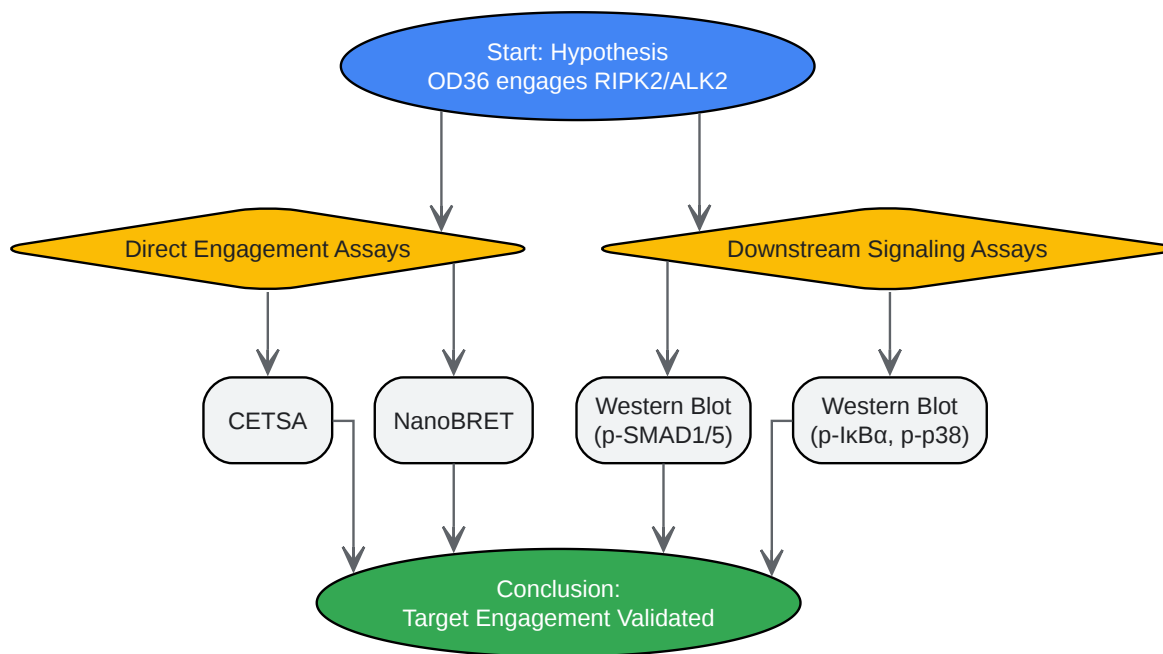 Start: Hypothesis
OD36 engages RIPK2/ALK2
Direct Engagement Assays
Downstream Signaling Assays
CETSA
NanoBRET
Western Blot
(p-SMAD1/5)
Western Blot
(p-IκBα, p-p38)
Conclusion:
Target Engagement Validated